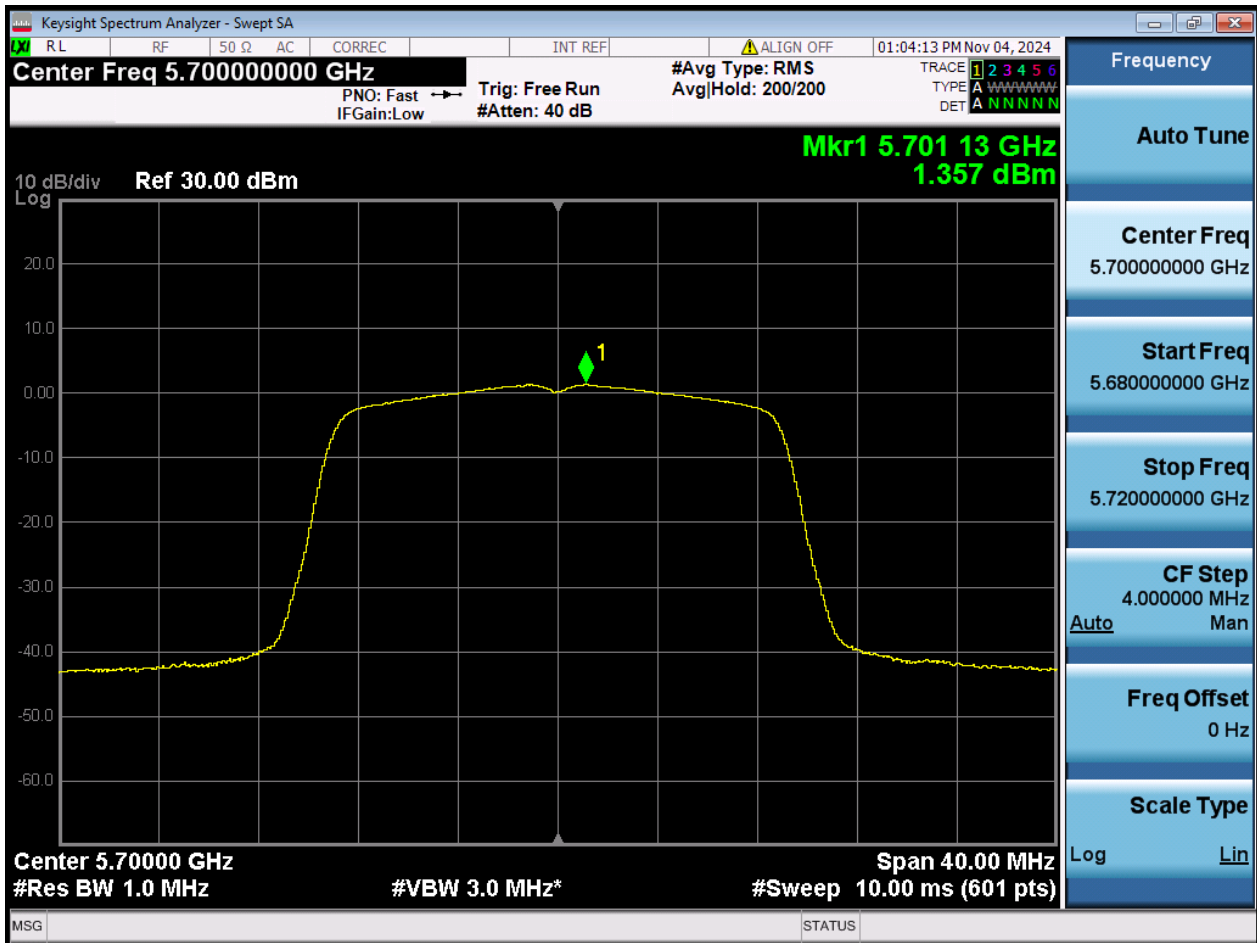 Keysight Spectrum Analyzer - Swept SA
LXI RL RF 50 Ω AC CORREC INT REF ALIGN OFF 01:04:13 PM Nov 04, 2024
Center Freq 5.700000000 GHz
PNO: Fast
IFGain:Low
Trig: Free Run
#Atten: 40 dB
#Avg Type: RMS
Avg|Hold: 200/200
TRACE 1 2 3 4 5 6
TYPE A WWWWW
DET A N N N N N
Mkr1 5.701 13 GHz
1.357 dBm
10 dB/div
Log
Ref 30.00 dBm
20.0
10.0
0.00
-10.0
-20.0
-30.0
-40.0
-50.0
-60.0
1
Center 5.70000 GHz
Span 40.00 MHz
#Res BW 1.0 MHz
#VBW 3.0 MHz*
#Sweep 10.00 ms (601 pts)
MSG
STATUS
Frequency
Auto Tune
Center Freq
5.700000000 GHz
Start Freq
5.680000000 GHz
Stop Freq
5.720000000 GHz
CF Step
4.000000 MHz
Auto Man
Freq Offset
0 Hz
Scale Type
Log Lin